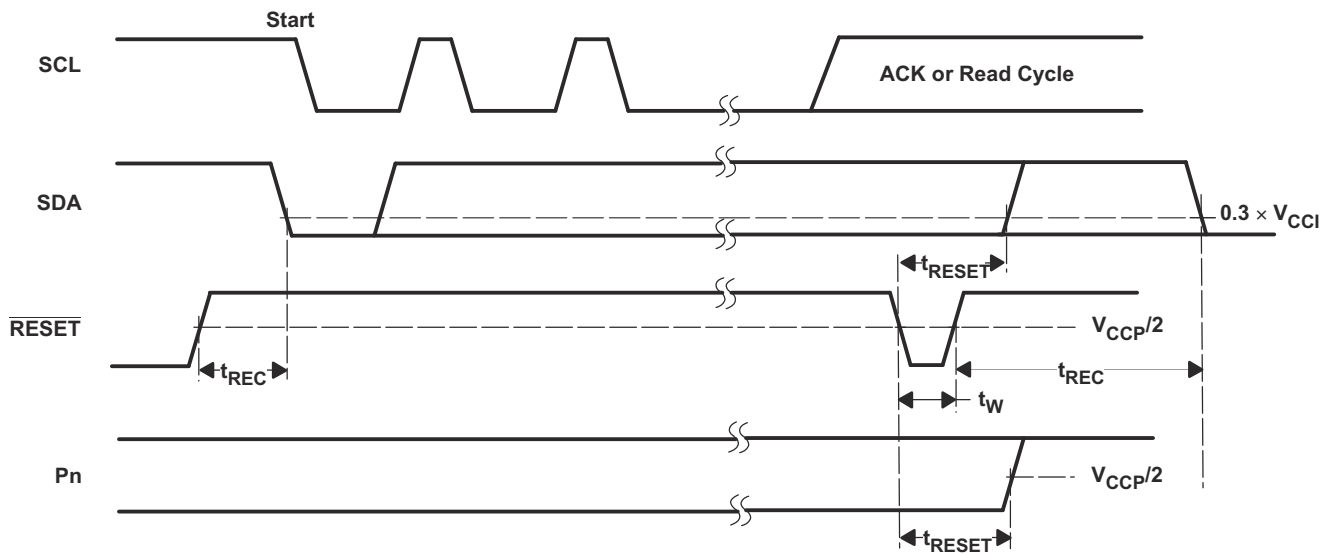 Start
SCL
ACK or Read Cycle
SDA
0.3 × VCCI
tRESET
RESET
VCCP/2
tREC
tREC
tW
Pn
VCCP/2
tRESET